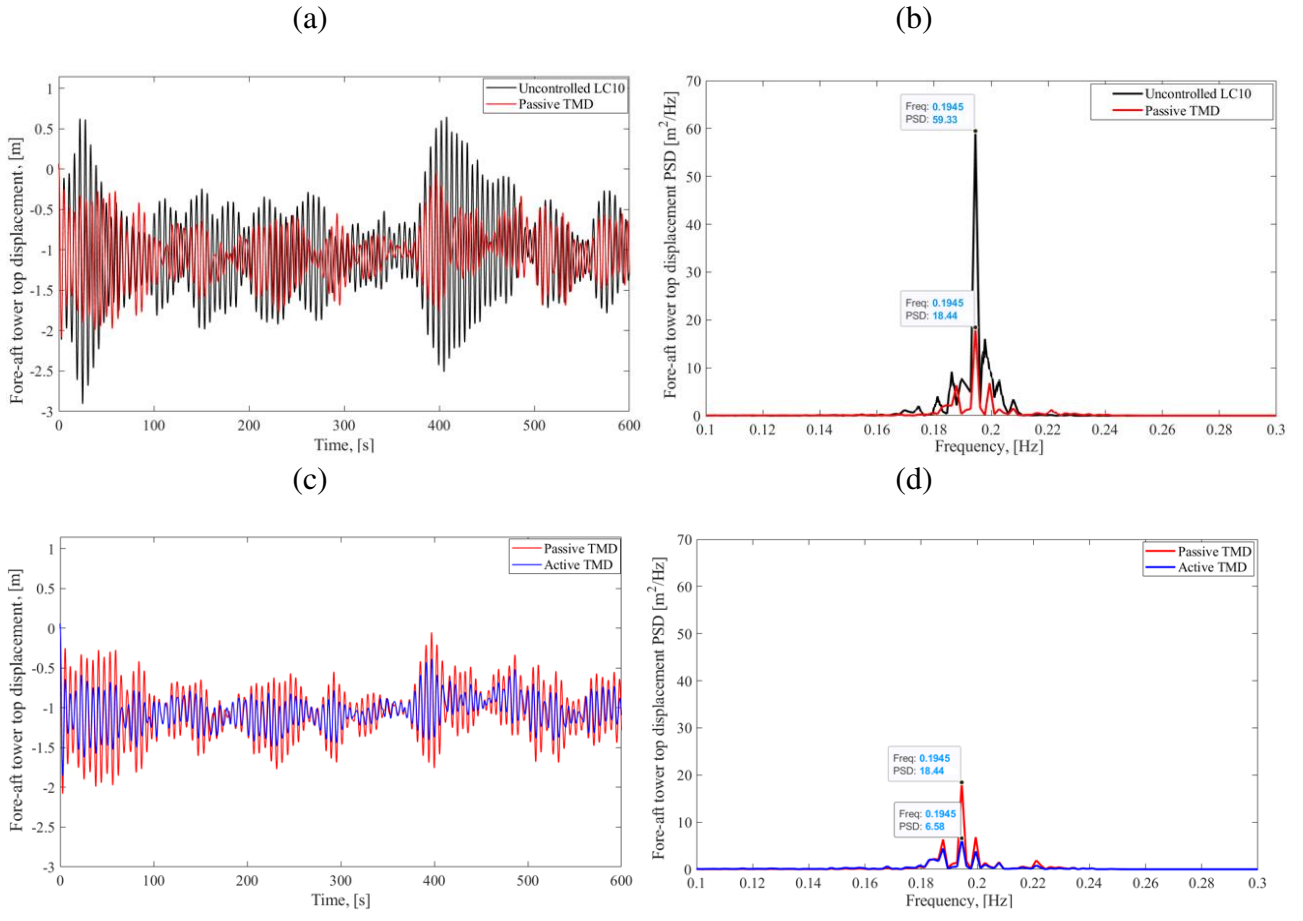 (a)
(b)
Fore-aft tower top displacement, [m]
1
0.5
0
-0.5
-1
-1.5
-2
-2.5
-3
Uncontrolled LC10
Passive TMD
0 100 200 300 400 500 600
Time, [s]
Fore-aft tower top displacement PSD [m²/Hz]
70
60
50
40
30
20
10
0
Uncontrolled LC10
Passive TMD
Freq: 0.1945
PSD: 59.33
Freq: 0.1945
PSD: 18.44
0.1 0.12 0.14 0.16 0.18 0.2 0.22 0.24 0.26 0.28 0.3
Frequency, [Hz]
(c)
(d)
Fore-aft tower top displacement, [m]
1
0.5
0
-0.5
-1
-1.5
-2
-2.5
-3
Passive TMD
Active TMD
0 100 200 300 400 500 600
Time, [s]
Fore-aft tower top displacement PSD [m²/Hz]
70
60
50
40
30
20
10
0
Passive TMD
Active TMD
Freq: 0.1945
PSD: 18.44
Freq: 0.1945
PSD: 6.58
0.1 0.12 0.14 0.16 0.18 0.2 0.22 0.24 0.26 0.28 0.3
Frequency, [Hz]